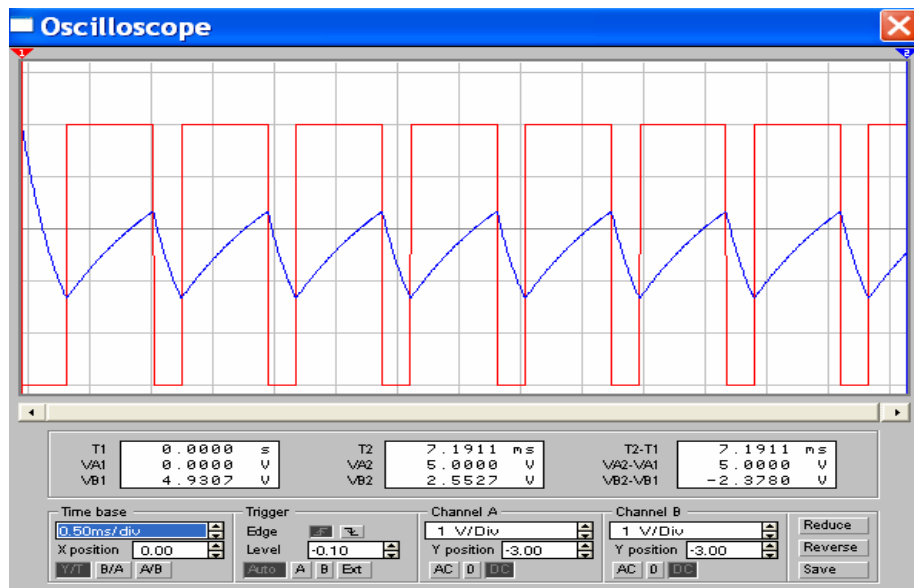 Oscilloscope
1 2
T1 0.0000 s T2 7.1911 ms T2-T1 7.1911 ms
VA1 0.0000 V VA2 5.0000 V VA2-VA1 5.0000 V
VB1 4.9307 V VB2 2.5527 V VB2-VB1 -2.3780 V
Time base Trigger Channel A Channel B
0.50ms/div Edge 1 V/Div 1 V/Div Reduce
X position 0.00 Level -0.10 Y position -3.00 Y position -3.00 Reverse
Y/T B/A A/B Auto A B Ext AC 0 DC AC 0 DC Save